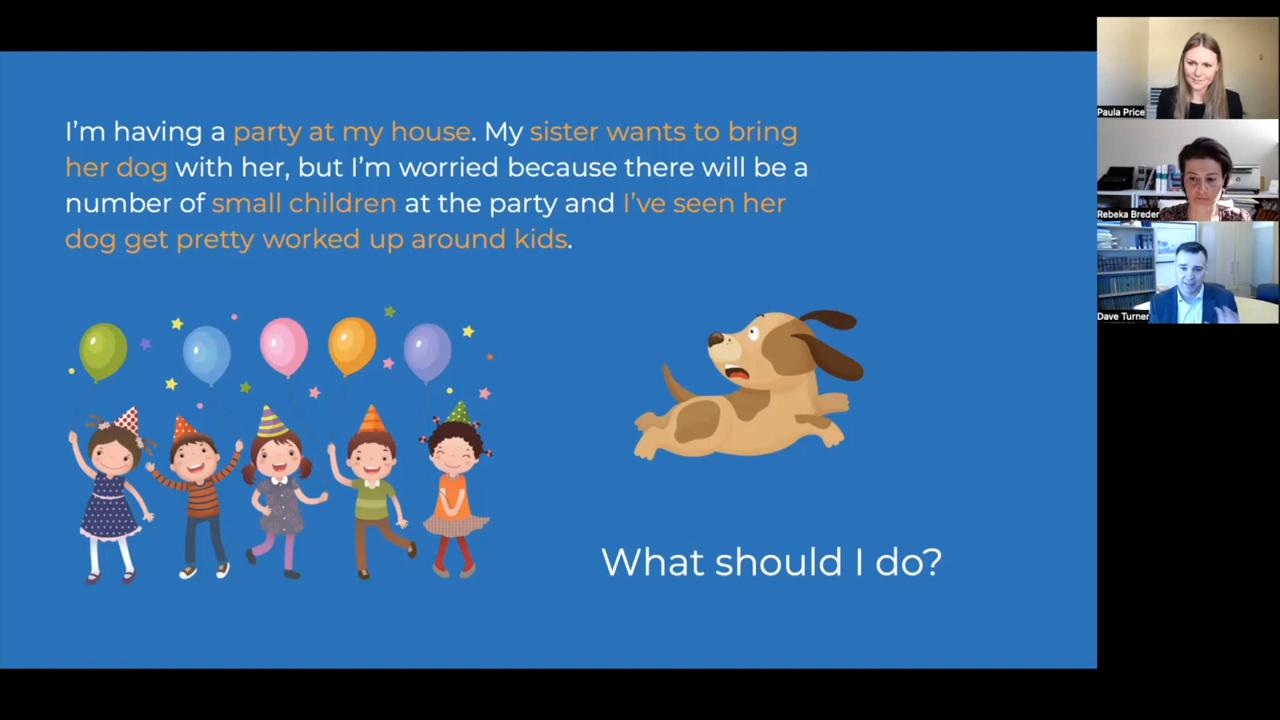 I’m having a party at my house. My sister wants to bring
her dog with her, but I’m worried because there will be a
number of small children at the party and I’ve seen her
dog get pretty worked up around kids.
What should I do?
Paula Price
Rebeka Breder
Dave Turner